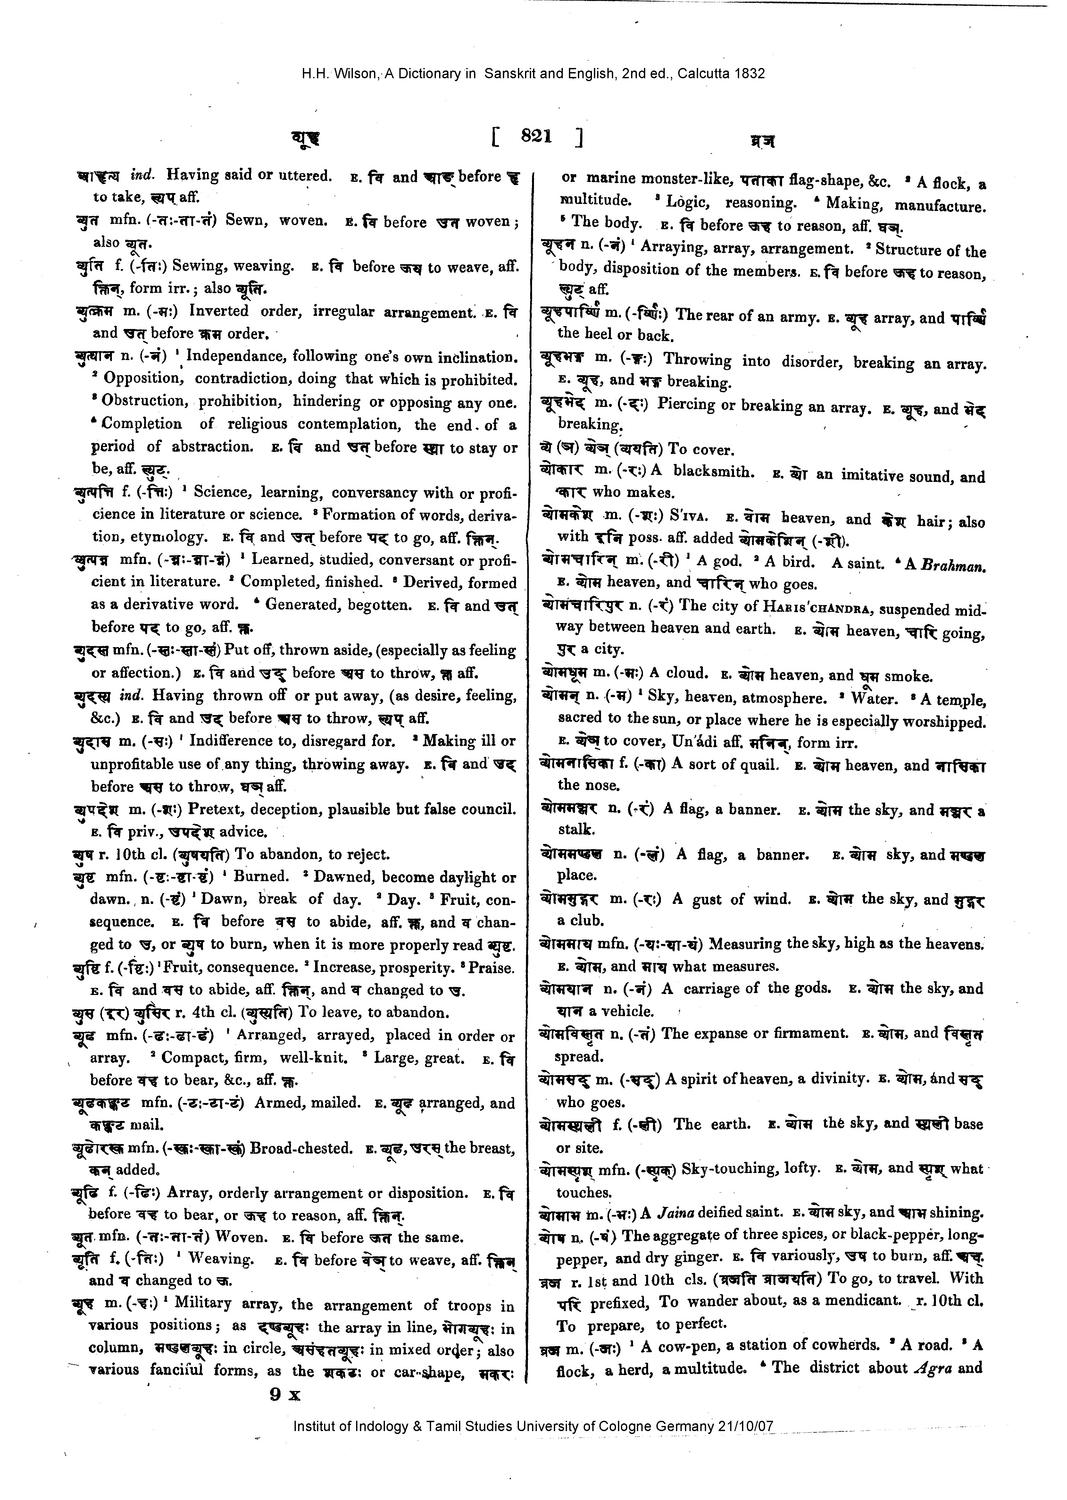 H.H. Wilson, A Dictionary in Sanskrit and English, 2nd ed., Calcutta 1832
व्यूह [ 821 ] व्रज
व्याहृत्य ind. Having said or uttered. E. वि and आङ् before हृ
to take, ल्यप् aff.
व्युत mfn. (-तः-ता-तं) Sewn, woven. E. वि before उत woven;
also व्यूत.
व्युति f. (-तिः) Sewing, weaving. E. वि before ऊय to weave, aff.
क्तिन्, form irr.; also व्यूति.
व्युत्क्रम m. (-मः) Inverted order, irregular arrangement. E. वि
and उत् before क्रम order.
व्युत्थान n. (-नं) ¹ Independance, following one's own inclination.
² Opposition, contradiction, doing that which is prohibited.
³ Obstruction, prohibition, hindering or opposing any one.
⁴ Completion of religious contemplation, the end of a
period of abstraction. E. वि and उत् before स्था to stay or
be, aff. ल्युट्.
व्युत्पत्ति f. (-त्तिः) ¹ Science, learning, conversancy with or profi-
cience in literature or science. ² Formation of words, deriva-
tion, etymology. E. वि and उत् before पद to go, aff. क्तिन्.
व्युत्पन्न mfn. (-न्नः-न्ना-न्नं) ¹ Learned, studied, conversant or profi-
cient in literature. ² Completed, finished. ³ Derived, formed
as a derivative word. ⁴ Generated, begotten. E. वि and उत्
before पद to go, aff. क्त.
व्युदस्त mfn. (-स्तः-स्ता-स्तं) Put off, thrown aside, (especially as feeling
or affection.) E. वि and उद् before अस to throw, क्त aff.
व्युदस्य ind. Having thrown off or put away, (as desire, feeling,
&c.) E. वि and उद् before अस to throw, ल्यप् aff.
व्युदास m. (-सः) ¹ Indifference to, disregard for. ² Making ill or
unprofitable use of any thing, throwing away. E. वि and उद्
before अस to throw, घञ् aff.
व्युपदेश m. (-शः) Pretext, deception, plausible but false council.
E. वि priv., उपदेश advice.
व्युष r. 10th cl. (व्युषयति) To abandon, to reject.
व्युष्ट mfn. (-ष्टः-ष्टा-ष्टं) ¹ Burned. ² Dawned, become daylight or
dawn. n. (-ष्टं) ¹ Dawn, break of day. ² Day. ³ Fruit, con-
sequence. E. वि before वस to abide, aff. क्त, and व chan-
ged to उ, or व्युष to burn, when it is more properly read व्युष्ट.
व्युष्टि f. (-ष्टिः) ¹ Fruit, consequence. ² Increase, prosperity. ³ Praise.
E. वि and वस to abide, aff. क्तिन्, and व changed to उ.
व्युस (इर) व्युसिर r. 4th cl. (व्युस्यति) To leave, to abandon.
व्यूढ mfn. (-ढः-ढा-ढं) ¹ Arranged, arrayed, placed in order or
array. ² Compact, firm, well-knit. ³ Large, great. E. वि
before वह to bear, &c., aff. क्त.
व्यूढकङ्कट mfn. (-टः-टा-टं) Armed, mailed. E. व्यूढ arranged, and
कङ्कट mail.
व्यूढोरस्क mfn. (-स्कः-स्का-स्कं) Broad-chested. E. व्यूढ, उरस् the breast,
कन् added.
व्यूढि f. (-ढिः) Array, orderly arrangement or disposition. E. वि
before वह to bear, or ऊह to reason, aff. क्तिन्.
व्यूत mfn. (-तः-ता-तं) Woven. E. वि before ऊत the same.
व्यूति f. (-तिः) ¹ Weaving. E. वि before वेञ् to weave, aff. क्तिन्
and व changed to ऊ.
व्यूह m. (-हः) ¹ Military array, the arrangement of troops in
various positions; as दण्डव्यूहः the array in line, भोगव्यूहः in
column, मण्डलव्यूहः in circle, असंहतव्यूहः in mixed order; also
various fanciful forms, as the शकटः or car-shape, मकरः
9 x
or marine monster-like, पताका flag-shape, &c. ² A flock, a
multitude. ³ Logic, reasoning. ⁴ Making, manufacture.
⁵ The body. E. वि before ऊह to reason, aff. घञ्.
व्यूहन n. (-नं) ¹ Arraying, array, arrangement. ² Structure of the
body, disposition of the members. E. वि before ऊह to reason,
ल्युट् aff.
व्यूहपार्ष्णि m. (-र्ष्णिः) The rear of an army. E. व्यूह array, and पार्ष्णि
the heel or back.
व्यूहभङ्ग m. (-ङ्गः) Throwing into disorder, breaking an array.
E. व्यूह, and भङ्ग breaking.
व्यूहभेद m. (-दः) Piercing or breaking an array. E. व्यूह, and भेद
breaking.
व्ये (ञ) व्येञ् (व्ययति) To cover.
व्योकार m. (-रः) A blacksmith. E. व्यो an imitative sound, and
कार who makes.
व्योमकेश m. (-शः) S'IVA. E. व्योम heaven, and केश hair; also
with इनि poss. aff. added व्योमकेशिन् (-शी).
व्योमचारिन् m. (-री) ¹ A god. ² A bird. A saint. ⁴ A Brahman.
E. व्योम heaven, and चारिन् who goes.
व्योमचारिपुर n. (-रं) The city of HARIS'CHANDRA, suspended mid-
way between heaven and earth. E. व्योम heaven, चारि going,
पुर a city.
व्योमधूम m. (-मः) A cloud. E. व्योम heaven, and धूम smoke.
व्योमन् n. (-म) ¹ Sky, heaven, atmosphere. ² Water. ³ A temple,
sacred to the sun, or place where he is especially worshipped.
E. व्येञ् to cover, Un'ádi aff. मनिन्, form irr.
व्योमनासिका f. (-का) A sort of quail. E. व्योम heaven, and नासिका
the nose.
व्योममञ्जर n. (-रं) A flag, a banner. E. व्योम the sky, and मञ्जर a
stalk.
व्योममण्डल n. (-लं) A flag, a banner. E. व्योम sky, and मण्डल
place.
व्योममुद्गर m. (-रः) A gust of wind. E. व्योम the sky, and मुद्गर
a club.
व्योममाय mfn. (-यः-या-यं) Measuring the sky, high as the heavens.
E. व्योम, and माय what measures.
व्योमयान n. (-नं) A carriage of the gods. E. व्योम the sky, and
यान a vehicle.
व्योमविस्तृत n. (-तं) The expanse or firmament. E. व्योम, and विस्तृत
spread.
व्योमसद् m. (-सद्) A spirit of heaven, a divinity. E. व्योम, and सद्
who goes.
व्योमस्थली f. (-ली) The earth. E. व्योम the sky, and स्थली base
or site.
व्योमस्पृश् mfn. (-स्पृक्) Sky-touching, lofty. E. व्योम, and स्पृश् what
touches.
व्योमाभ m. (-भः) A Jaina deified saint. E. व्योम sky, and आभ shining.
व्योष n. (-षं) The aggregate of three spices, or black-pepper, long-
pepper, and dry ginger. E. वि variously, उष to burn, aff. अच्.
व्रज r. 1st and 10th cls. (व्रजति व्राजयति) To go, to travel. With
परि prefixed, To wander about, as a mendicant. r. 10th cl.
To prepare, to perfect.
व्रज m. (-जः) ¹ A cow-pen, a station of cowherds. ² A road. ³ A
flock, a herd, a multitude. ⁴ The district about Agra and
Institut of Indology & Tamil Studies University of Cologne Germany 21/10/07